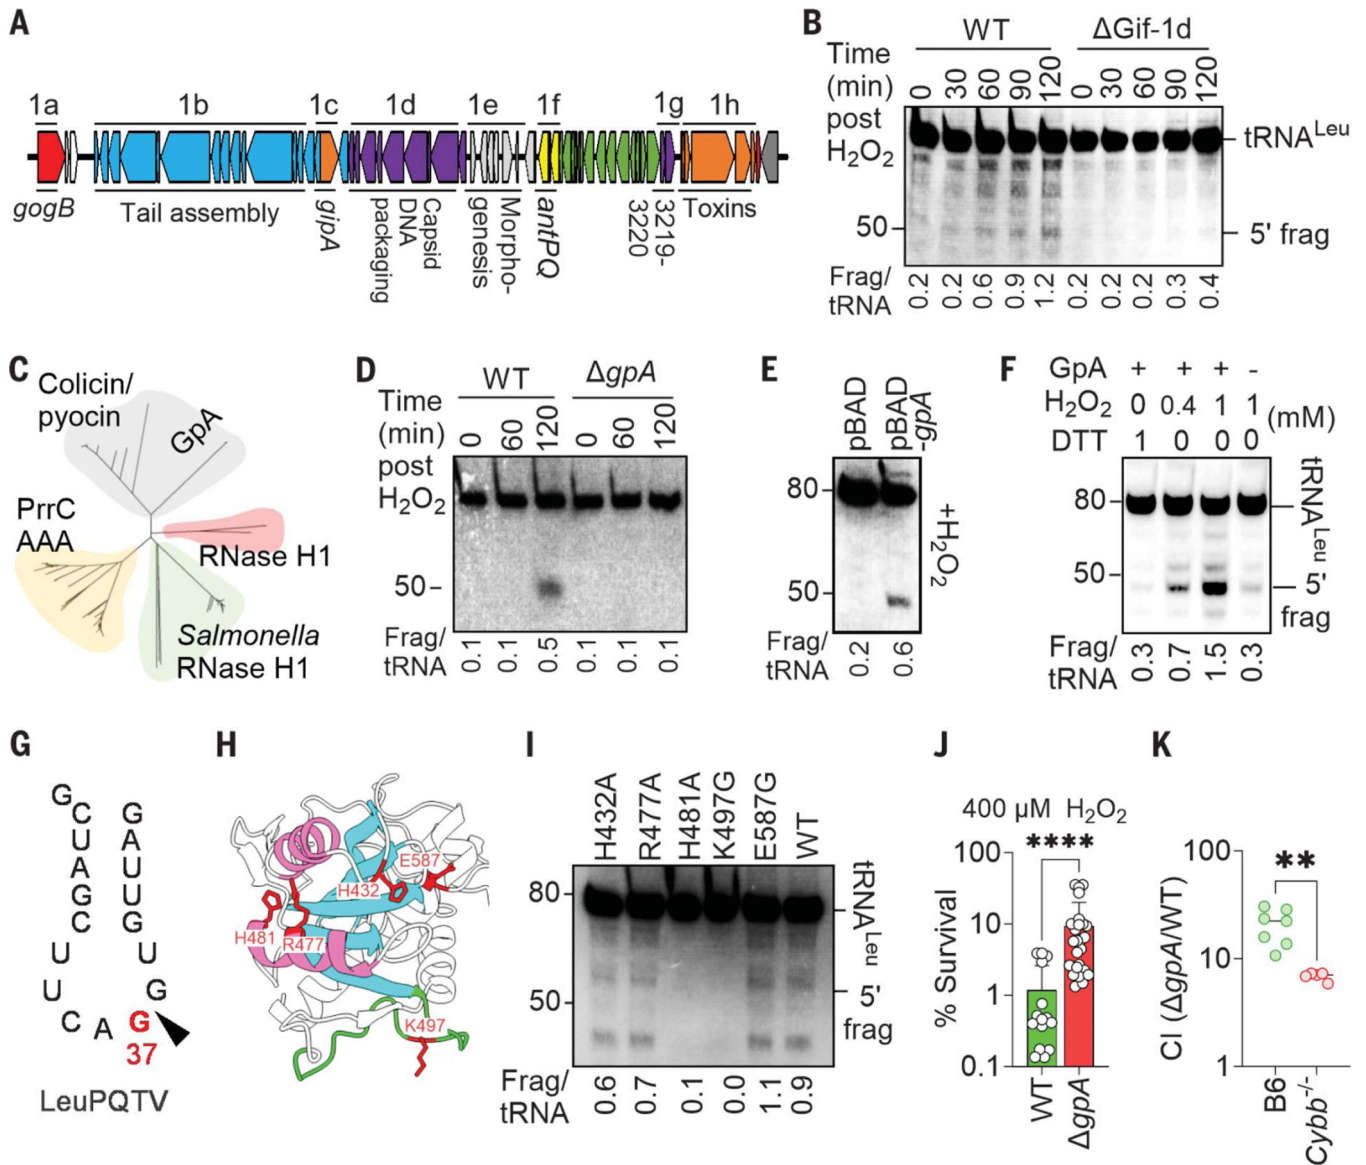 A
1a 1b 1c 1d 1e 1f 1g 1h
gogB Tail assembly gipA Capsid DNA packaging Morpho-genesis antPQ 3219-3220 Toxins
B
WT ΔGif-1d
Time (min) post H₂O₂
0 30 60 90 120 0 30 60 90 120
tRNA^Leu
50
5' frag
Frag/tRNA 0.2 0.2 0.6 0.9 1.2 0.2 0.2 0.2 0.3 0.4
C
Colicin/
pyocin
GpA
PrrC
AAA
RNase H1
Salmonella
RNase H1
D
WT ΔgpA
Time (min) post H₂O₂
0 60 120 0 60 120
50
Frag/tRNA 0.1 0.1 0.5 0.1 0.1 0.1
E
pBAD pBAD-gpA
80
50
+H₂O₂
Frag/tRNA 0.2 0.6
F
GpA + + + -
H₂O₂ 0 0.4 1 1 (mM)
DTT 1 0 0 0
80
tRNA^Leu
50
5' frag
Frag/tRNA 0.3 0.7 1.5 0.3
G
G
C G
U A
A U
G U
C G
U U
U G
C A G
37
LeuPQTV
H
E587
H432
H481 R477
K497
I
H432A R477A H481A K497G E587G WT
80
tRNA^Leu
50
5' frag
Frag/tRNA 0.6 0.7 0.1 0.0 1.1 0.9
J
400 μM H₂O₂
****
% Survival
100
10
1
0.1
WT ΔgpA
K
CI (ΔgpA/WT)
**
100
10
1
B6 Cybb⁻/⁻